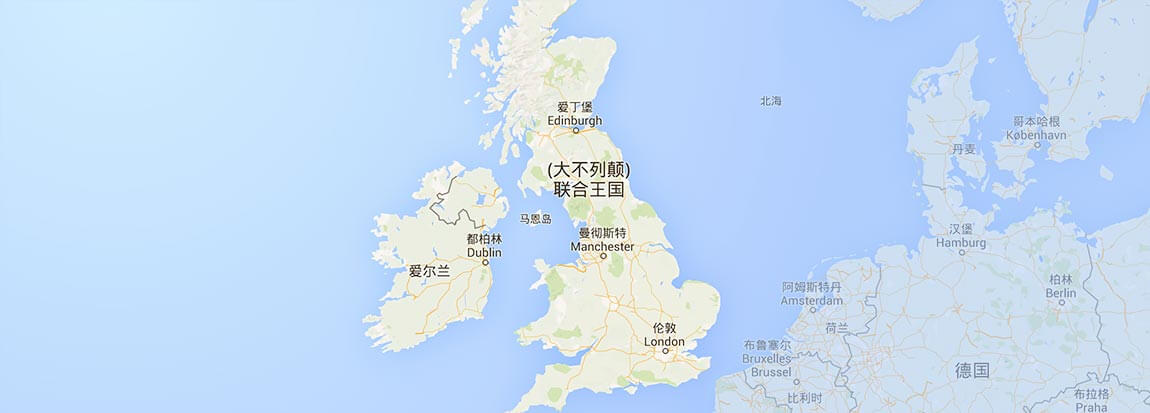 爱丁堡
Edinburgh
北海
哥本哈根
København
丹麦
(大不列颠)
联合王国
马恩岛
都柏林
Dublin
曼彻斯特
Manchester
汉堡
Hamburg
爱尔兰
阿姆斯特丹
Amsterdam
柏林
Berlin
荷兰
伦敦
London
布鲁塞尔
Bruxelles
Brussel
德国
比利时
布拉格
Praha